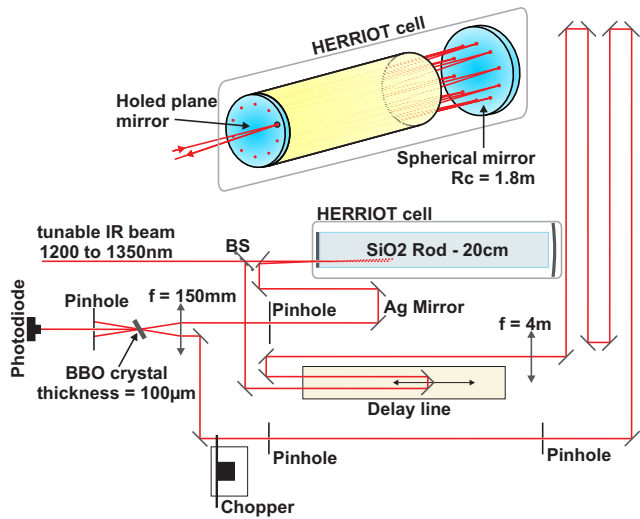 HERRIOT cell
Holed plane
mirror
Spherical mirror
Rc = 1.8m
HERRIOT cell
tunable IR beam
1200 to 1350nm
BS
SiO2 Rod - 20cm
Pinhole
f = 150mm
Pinhole
Ag Mirror
f = 4m
Photodiode
BBO crystal
thickness = 100µm
Delay line
Pinhole
Pinhole
Chopper